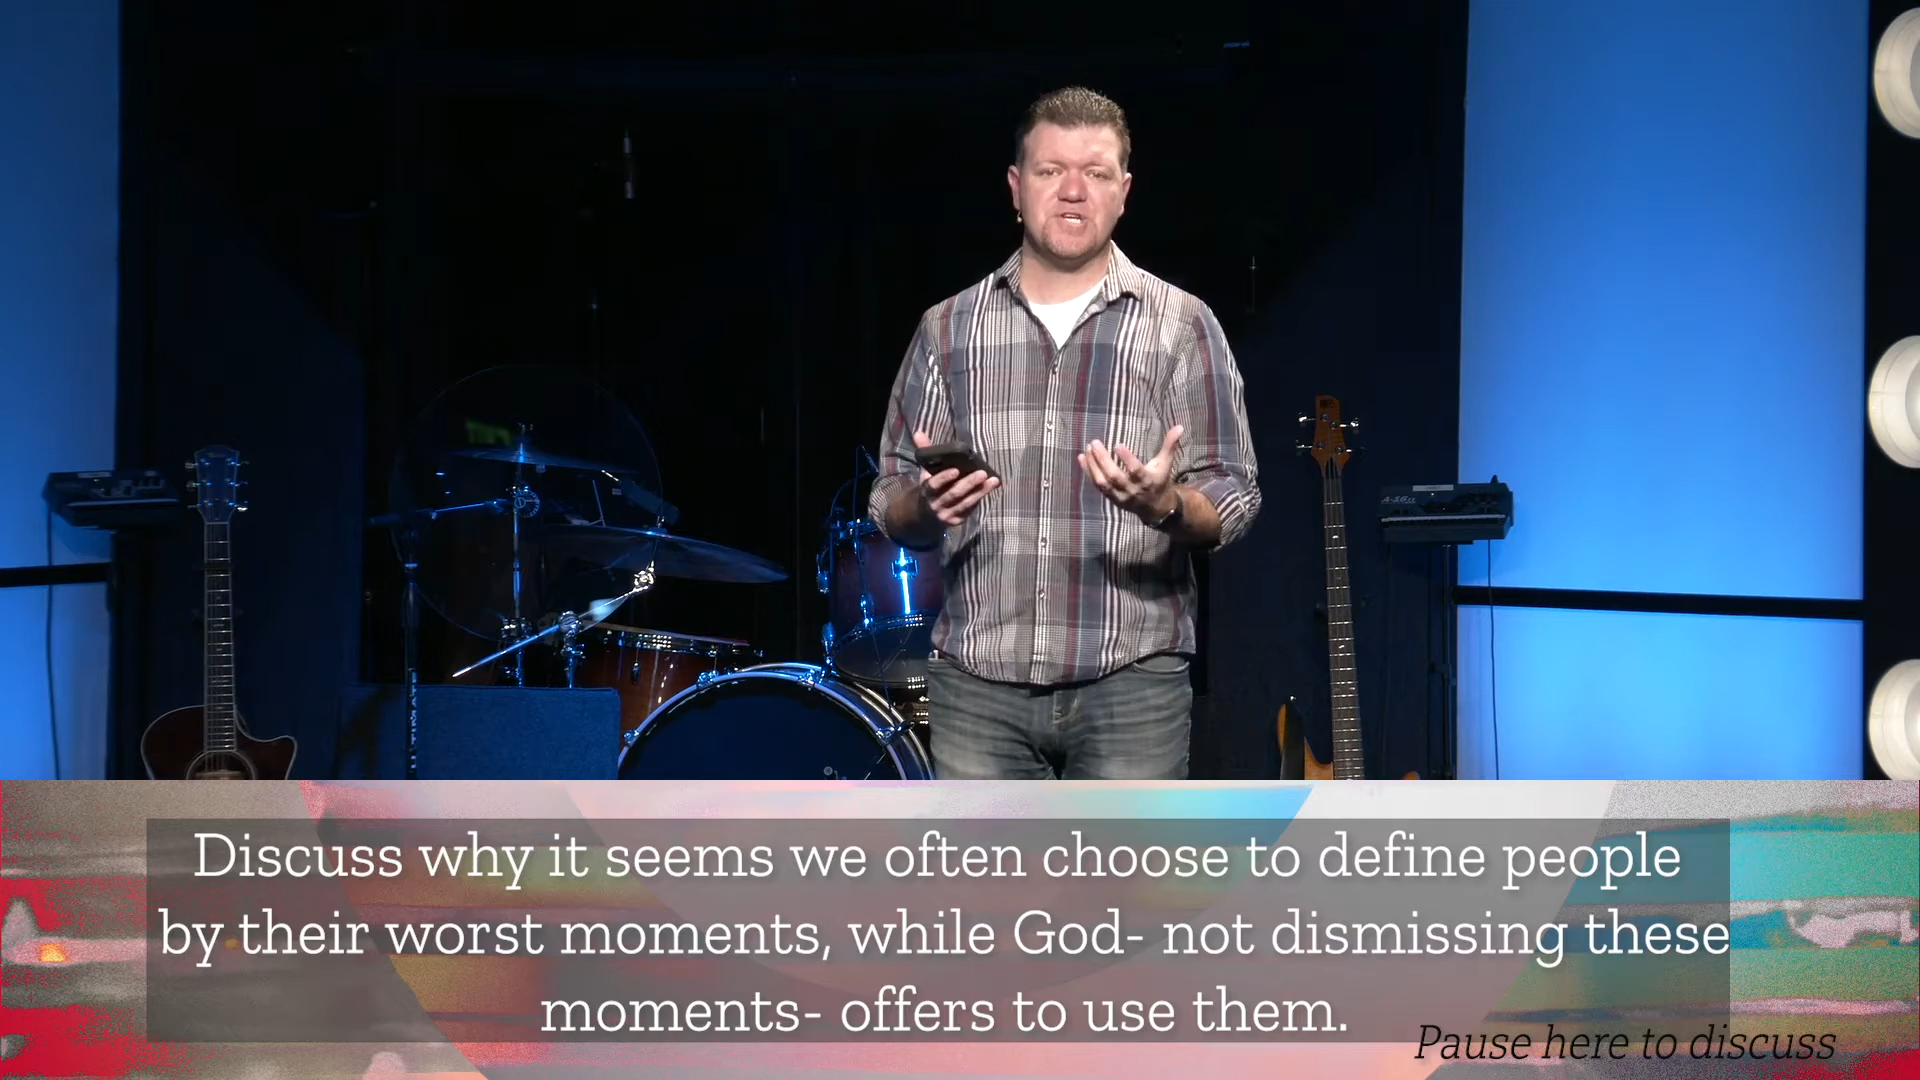 Discuss why it seems we often choose to define people
by their worst moments, while God- not dismissing these
moments- offers to use them.
Pause here to discuss
A-16II